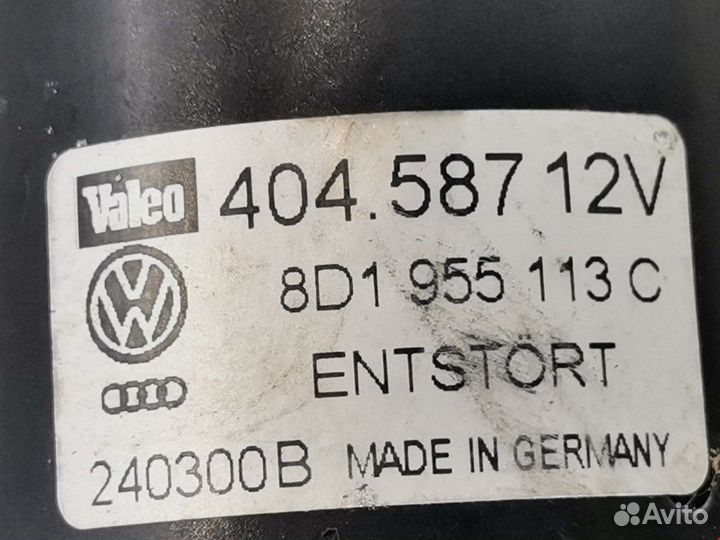 Valeo 404.587 12V
8D1 955 113 C
ENTSTÖRT
240300B MADE IN GERMANY
Avito